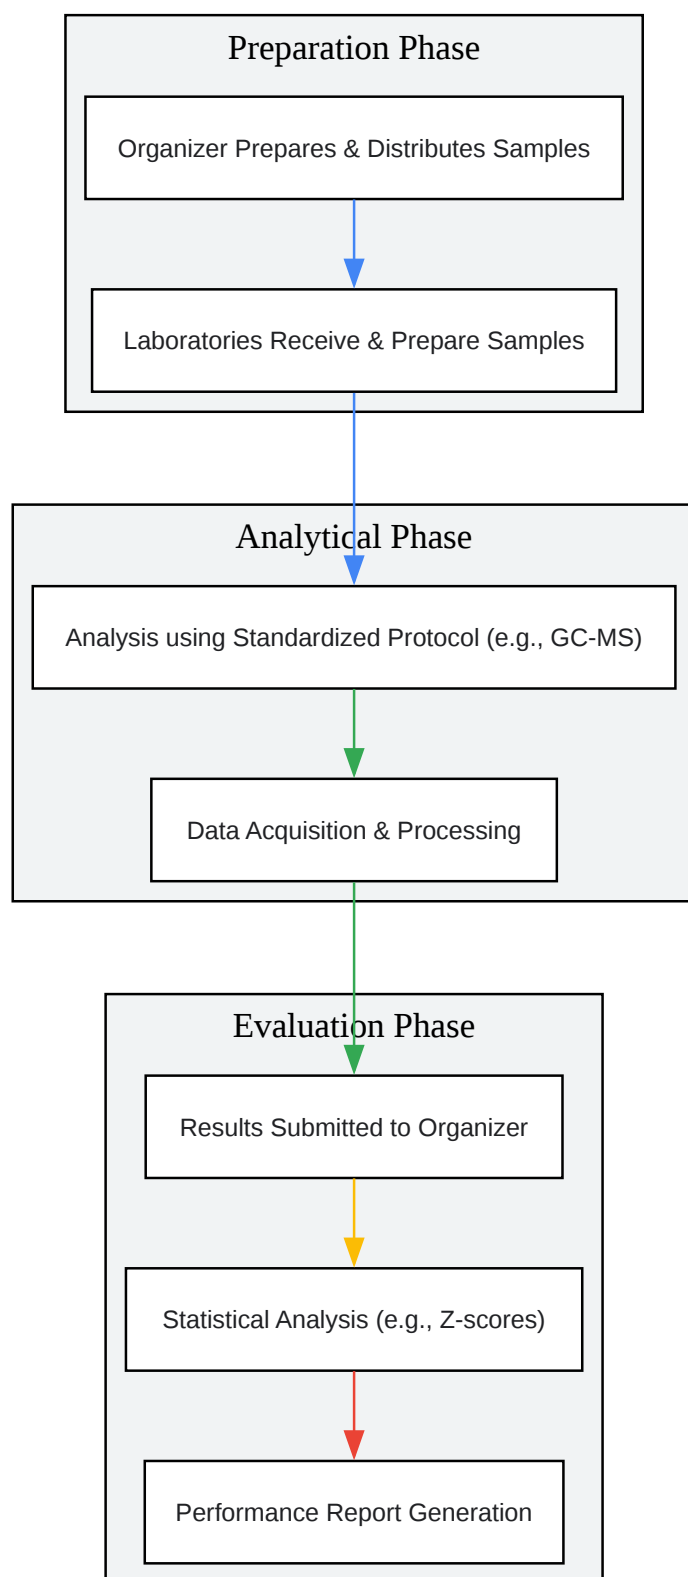 Preparation Phase
Organizer Prepares & Distributes Samples
Laboratories Receive & Prepare Samples
Analytical Phase
Analysis using Standardized Protocol (e.g., GC-MS)
Data Acquisition & Processing
Evaluation Phase
Results Submitted to Organizer
Statistical Analysis (e.g., Z-scores)
Performance Report Generation